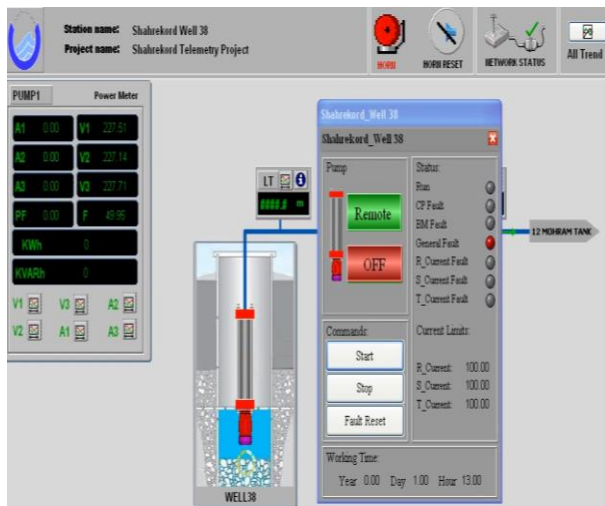 Station name: Shahrekord Well 38
Project name: Shahrekord Telemetry Project
HORN
HORN RESET
NETWORK STATUS
All Trend
PUMP1 Power Meter
A1 0.00 V1 227.51
A2 0.00 V2 227.14
A3 0.00 V3 227.71
PF 0.00 F 49.95
KWh 0
KVARh 0
V1 V3 A2
V2 A1 A3
LT
m
WELL38
Shahrekord_Well 38
Shahrekord_Well 38
Pump
Remote
OFF
Status:
Run
CP Fault
BM Fault
General Fault
R_Current Fault
S_Current Fault
T_Current Fault
Commands:
Start
Stop
Fault Reset
Current Limits:
R_Current: 100.00
S_Current: 100.00
T_Current: 100.00
Working Time:
Year 0.00 Day 1.00 Hour 13.00
12 MOHRAM TANK